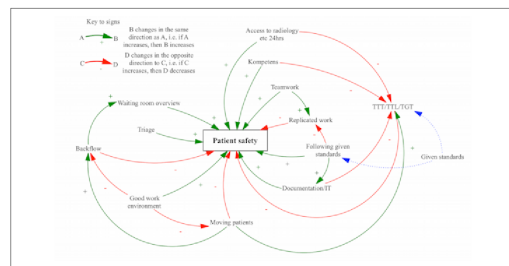 Key to signs
A
B
B changes in the same
direction to A, i.e. if A
increases, then B increases
C
D
D changes in the opposite
direction to C, i.e. if C
increases, then D decreases
Access to radiology
etc 24hrs
Kompetens
Teamwork
Waiting room overview
TTT/TTL/TGT
Replicated work
Triage
Patient safety
Backflow
Following given
standards
Given standards
Documentation/IT
Good work
environment
Moving patients